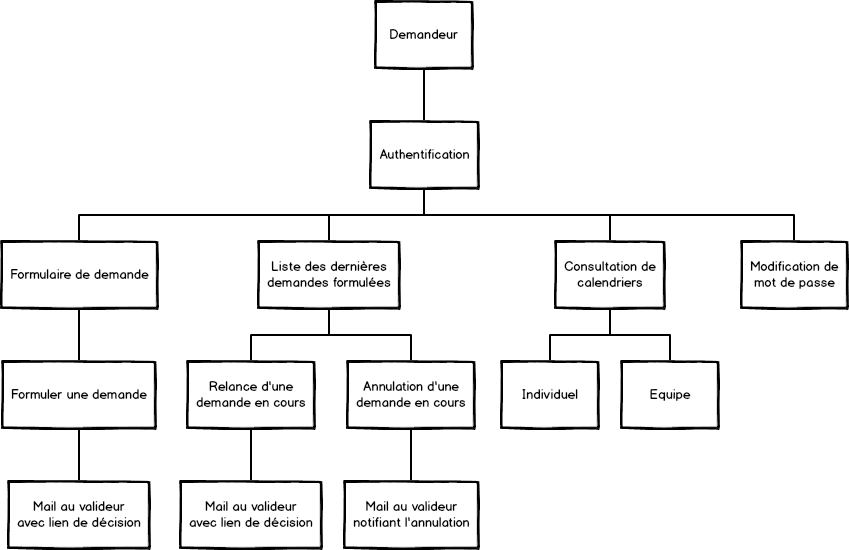 Demandeur
Authentification
Formulaire de demande
Liste des dernières
demandes formulées
Consultation de
calendriers
Modification de
mot de passe
Formuler une demande
Relance d'une
demande en cours
Annulation d'une
demande en cours
Individuel
Equipe
Mail au valideur
avec lien de décision
Mail au valideur
avec lien de décision
Mail au valideur
notifiant l'annulation